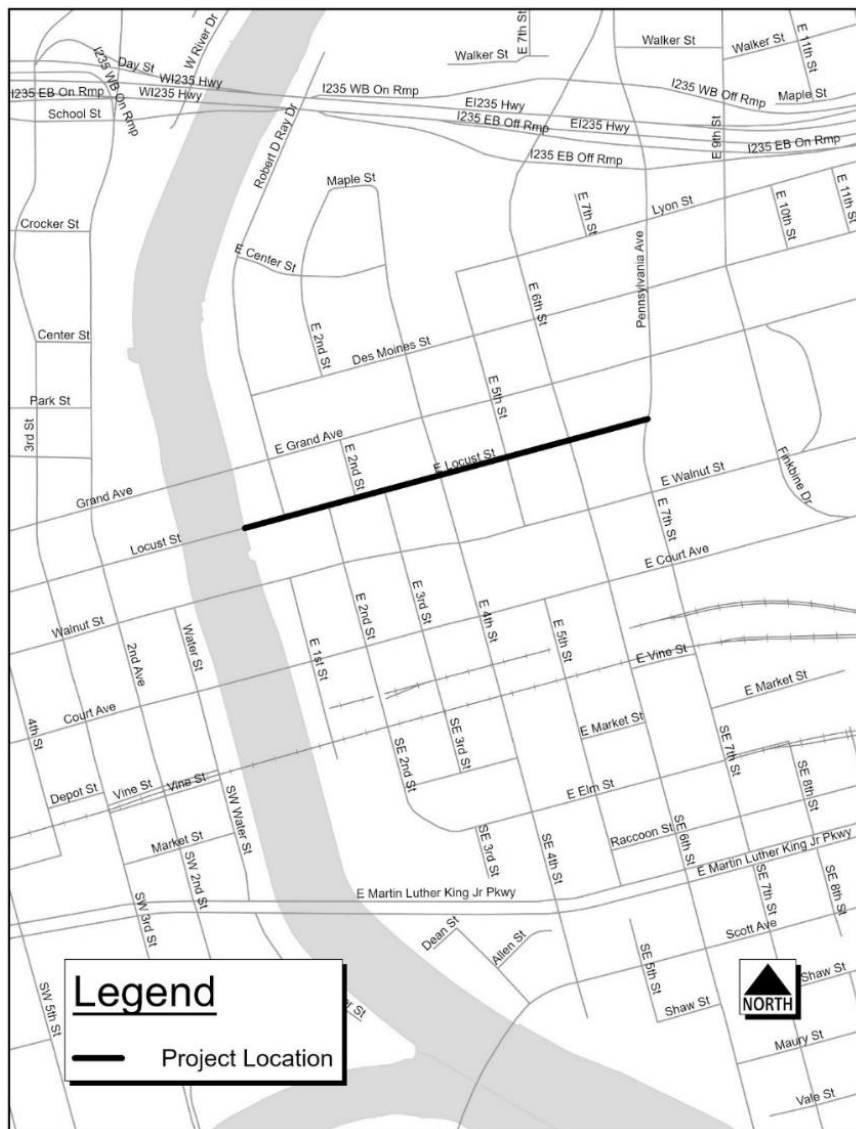 W River Dr
E 7th St
Walker St
Walker St
Walker St
E 11th St
Day St
I235 WB On Rmp
WI235 Hwy
I235 EB On Rmp
WI235 Hwy
I235 WB On Rmp
EI235 Hwy
I235 WB Off Rmp
Maple St
School St
I235 EB Off Rmp
EI235 Hwy
I235 EB On Rmp
I235 EB Off Rmp
E 9th St
Robert D Ray Dr
Maple St
E 7th St
Lyon St
E 10th St
E 11th St
Crocker St
E Center St
Pennsylvania Ave
E 6th St
Center St
E 2nd St
Des Moines St
Park St
E 5th St
3rd St
E Grand Ave
E 2nd St
E Locust St
Grand Ave
E Walnut St
Finkbine Dr
Locust St
E 7th St
E Court Ave
Walnut St
Water St
E 2nd St
E 3rd St
E 4th St
E 1st St
E 5th St
2nd Ave
E Vine St
Court Ave
4th St
E Market St
E Market St
SE 2nd St
SE 3rd St
SE 7th St
Depot St
Vine St
Vine St
SW Water St
E Elm St
SE 8th St
Market St
Raccoon St
SE 3rd St
SE 4th St
SE 6th St
SW 2nd St
E Martin Luther King Jr Pkwy
E Martin Luther King Jr Pkwy
SW 3rd St
SE 7th St
SE 8th St
Dean St
Allen St
Scott Ave
SE 5th St
SW 5th St
Shaw St
Shaw St
NORTH
Legend
Project Location
Maury St
Vale St